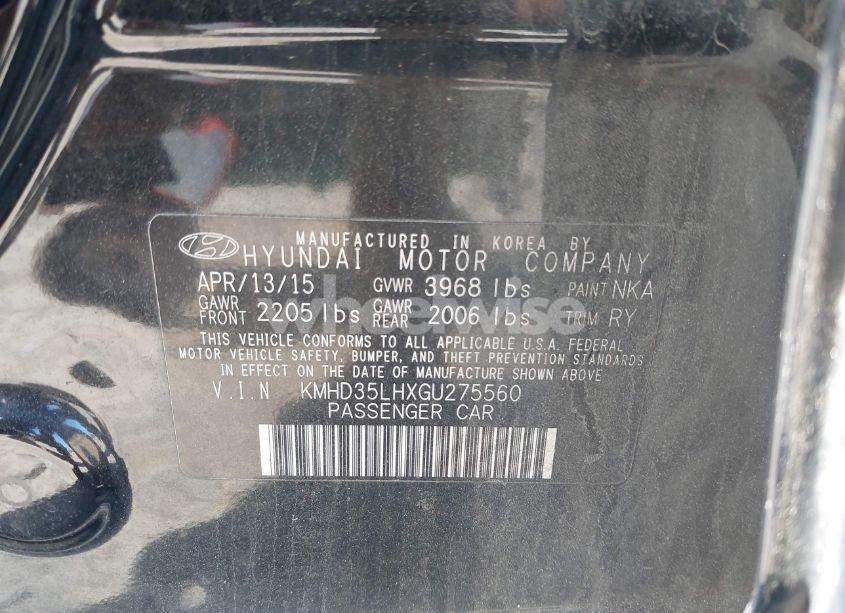 MANUFACTURED IN KOREA BY
HYUNDAI MOTOR COMPANY
APR/13/15 GVWR 3968 lbs PAINT NKA
GAWR FRONT 2205 lbs GAWR REAR 2006 lbs TRIM RY
THIS VEHICLE CONFORMS TO ALL APPLICABLE U.S.A. FEDERAL
MOTOR VEHICLE SAFETY, BUMPER, AND THEFT PREVENTION STANDARDS
IN EFFECT ON THE DATE OF MANUFACTURE SHOWN ABOVE
V.I.N KMHD35LHXGU275560
PASSENGER CAR
wheelwise